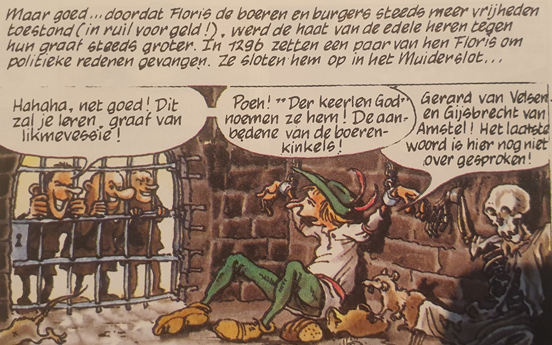 Maar goed... doordat Floris de boeren en burgers steeds meer vrijheden
toestond (in ruil voor geld!), werd de haat van de edele heren tegen
hun graaf steeds groter. In 1296 zetten een paar van hen Floris om
politieke redenen gevangen. Ze sloten hem op in het Muiderslot...
Hahaha, net goed! Dit
zal je leren, graaf van
likmevessie!
Poeh! "Der keerlen God"
noemen ze hem! De aan-
bedene van de boeren-
kinkels!
Gerard van Velsen
en Gijsbrecht van
Amstel! Het laatste
woord is hier nog niet
over gesproken!